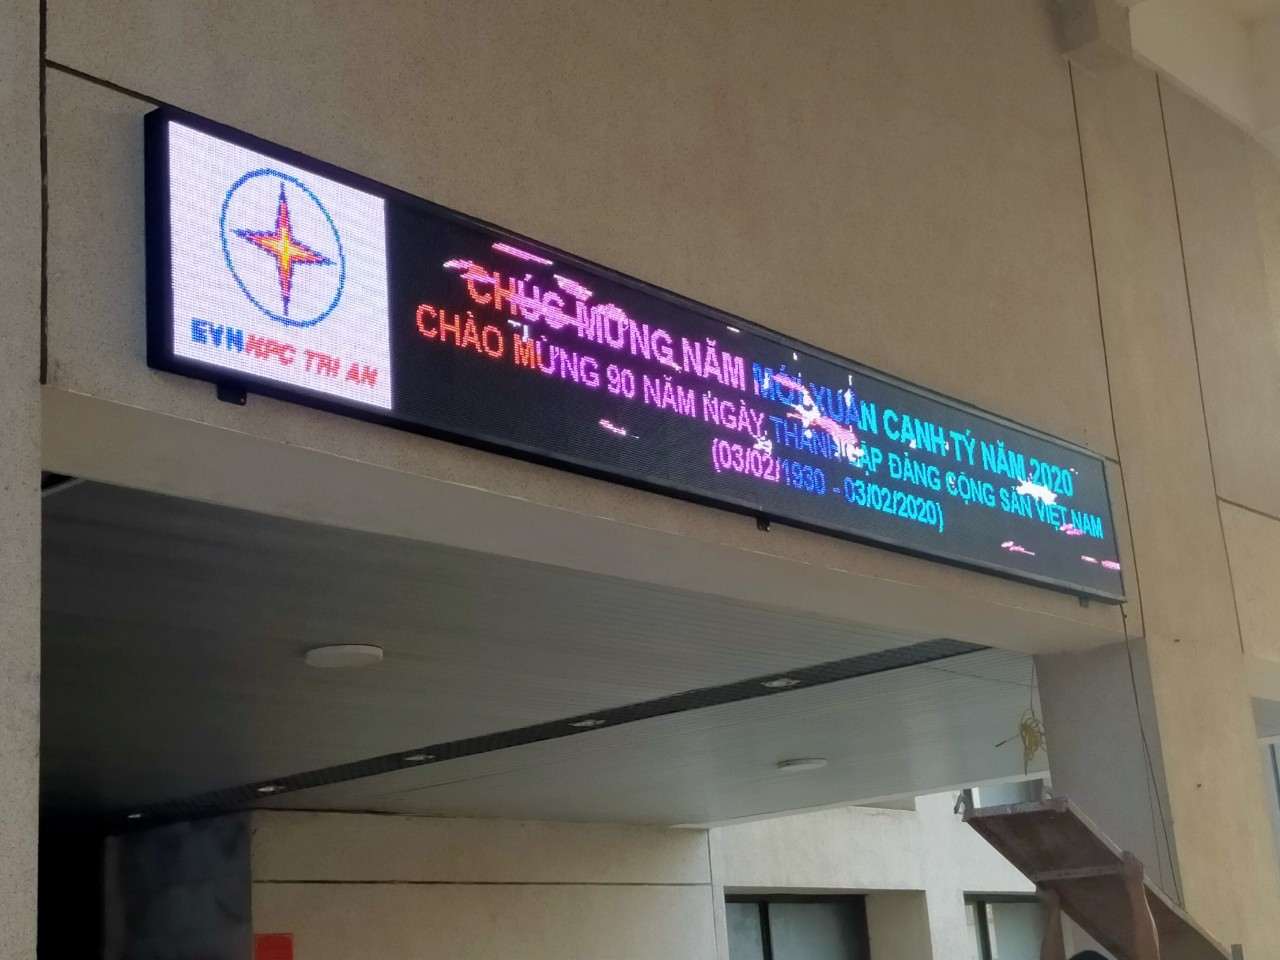 EVNNPC TRI AN
CHÚC MỪNG NĂM MỚI XUÂN CANH TÝ NĂM 2020
CHÀO MỪNG 90 NĂM NGÀY THÀNH LẬP ĐẢNG CỘNG SẢN VIỆT NAM
(03/02/1930 - 03/02/2020)